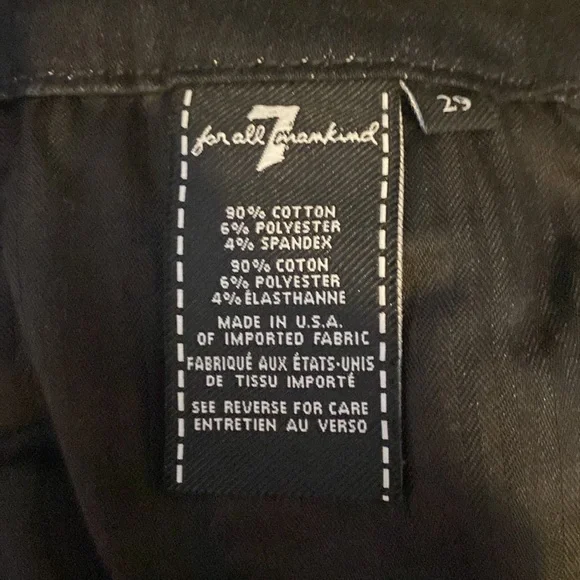 for all 7 mankind
29
90% COTTON
6% POLYESTER
4% SPANDEX
90% COTON
6% POLYESTER
4% ÉLASTHANNE
MADE IN U.S.A.
OF IMPORTED FABRIC
FABRIQUÉ AUX ÉTATS-UNIS
DE TISSU IMPORTÉ
SEE REVERSE FOR CARE
ENTRETIEN AU VERSO